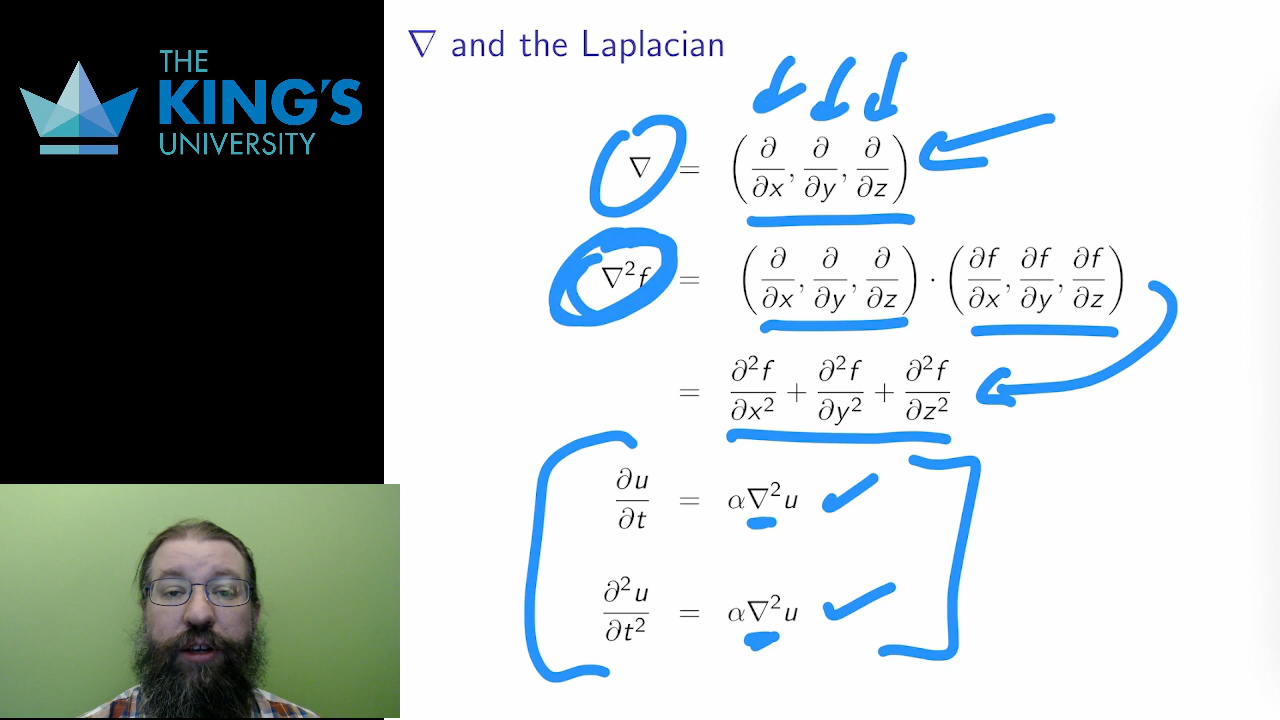 THE
KING'S
UNIVERSITY
∇ and the Laplacian
∇ = (∂/∂x, ∂/∂y, ∂/∂z)
∇²f = (∂/∂x, ∂/∂y, ∂/∂z) · (∂f/∂x, ∂f/∂y, ∂f/∂z)
= ∂²f/∂x² + ∂²f/∂y² + ∂²f/∂z²
∂u/∂t = α∇²u
∂²u/∂t² = α∇²u